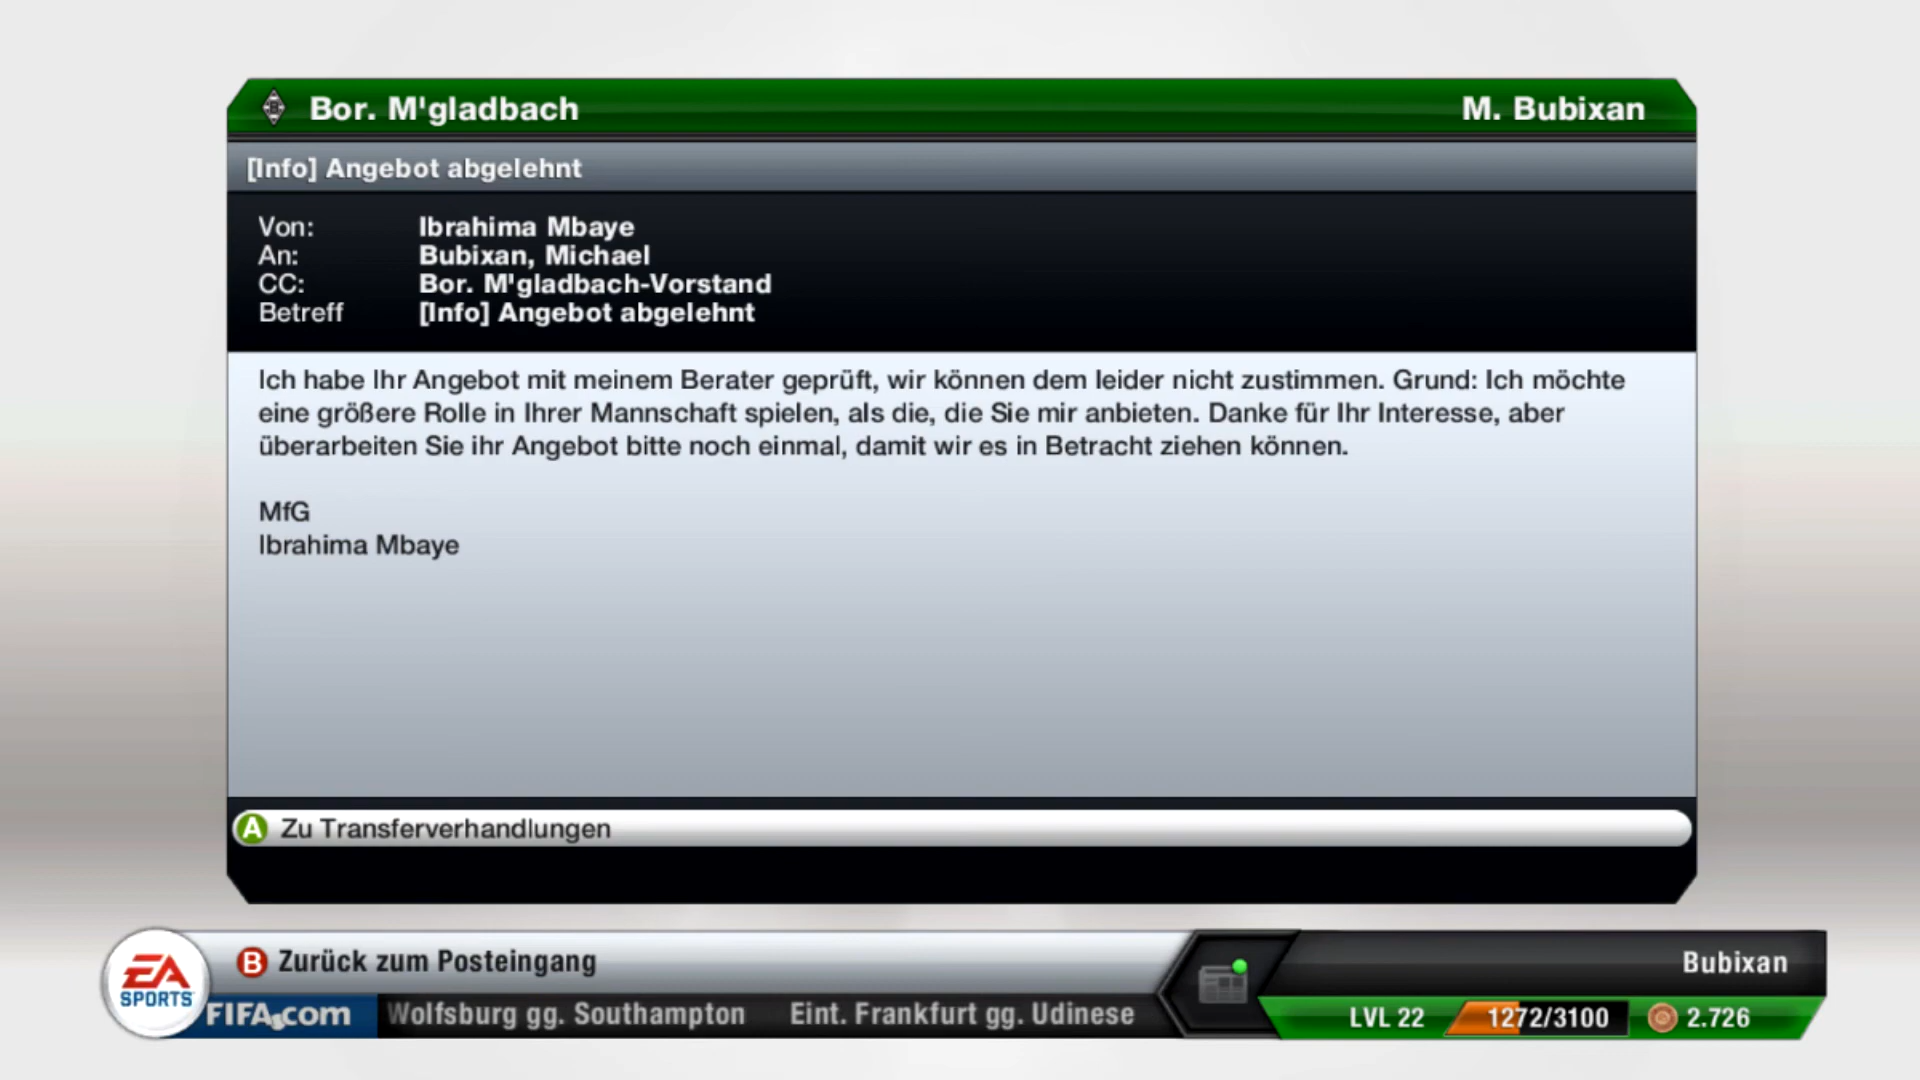 Bor. M'gladbach
M. Bubixan
[Info] Angebot abgelehnt
Von: Ibrahima Mbaye
An: Bubixan, Michael
CC: Bor. M'gladbach-Vorstand
Betreff [Info] Angebot abgelehnt
Ich habe Ihr Angebot mit meinem Berater geprüft, wir können dem leider nicht zustimmen. Grund: Ich möchte
eine größere Rolle in Ihrer Mannschaft spielen, als die, die Sie mir anbieten. Danke für Ihr Interesse, aber
überarbeiten Sie ihr Angebot bitte noch einmal, damit wir es in Betracht ziehen können.
MfG
Ibrahima Mbaye
A Zu Transferverhandlungen
B Zurück zum Posteingang
Bubixan
EA
SPORTS
FIFA.com
Wolfsburg gg. Southampton Eint. Frankfurt gg. Udinese
LVL 22 1272/3100 2.726